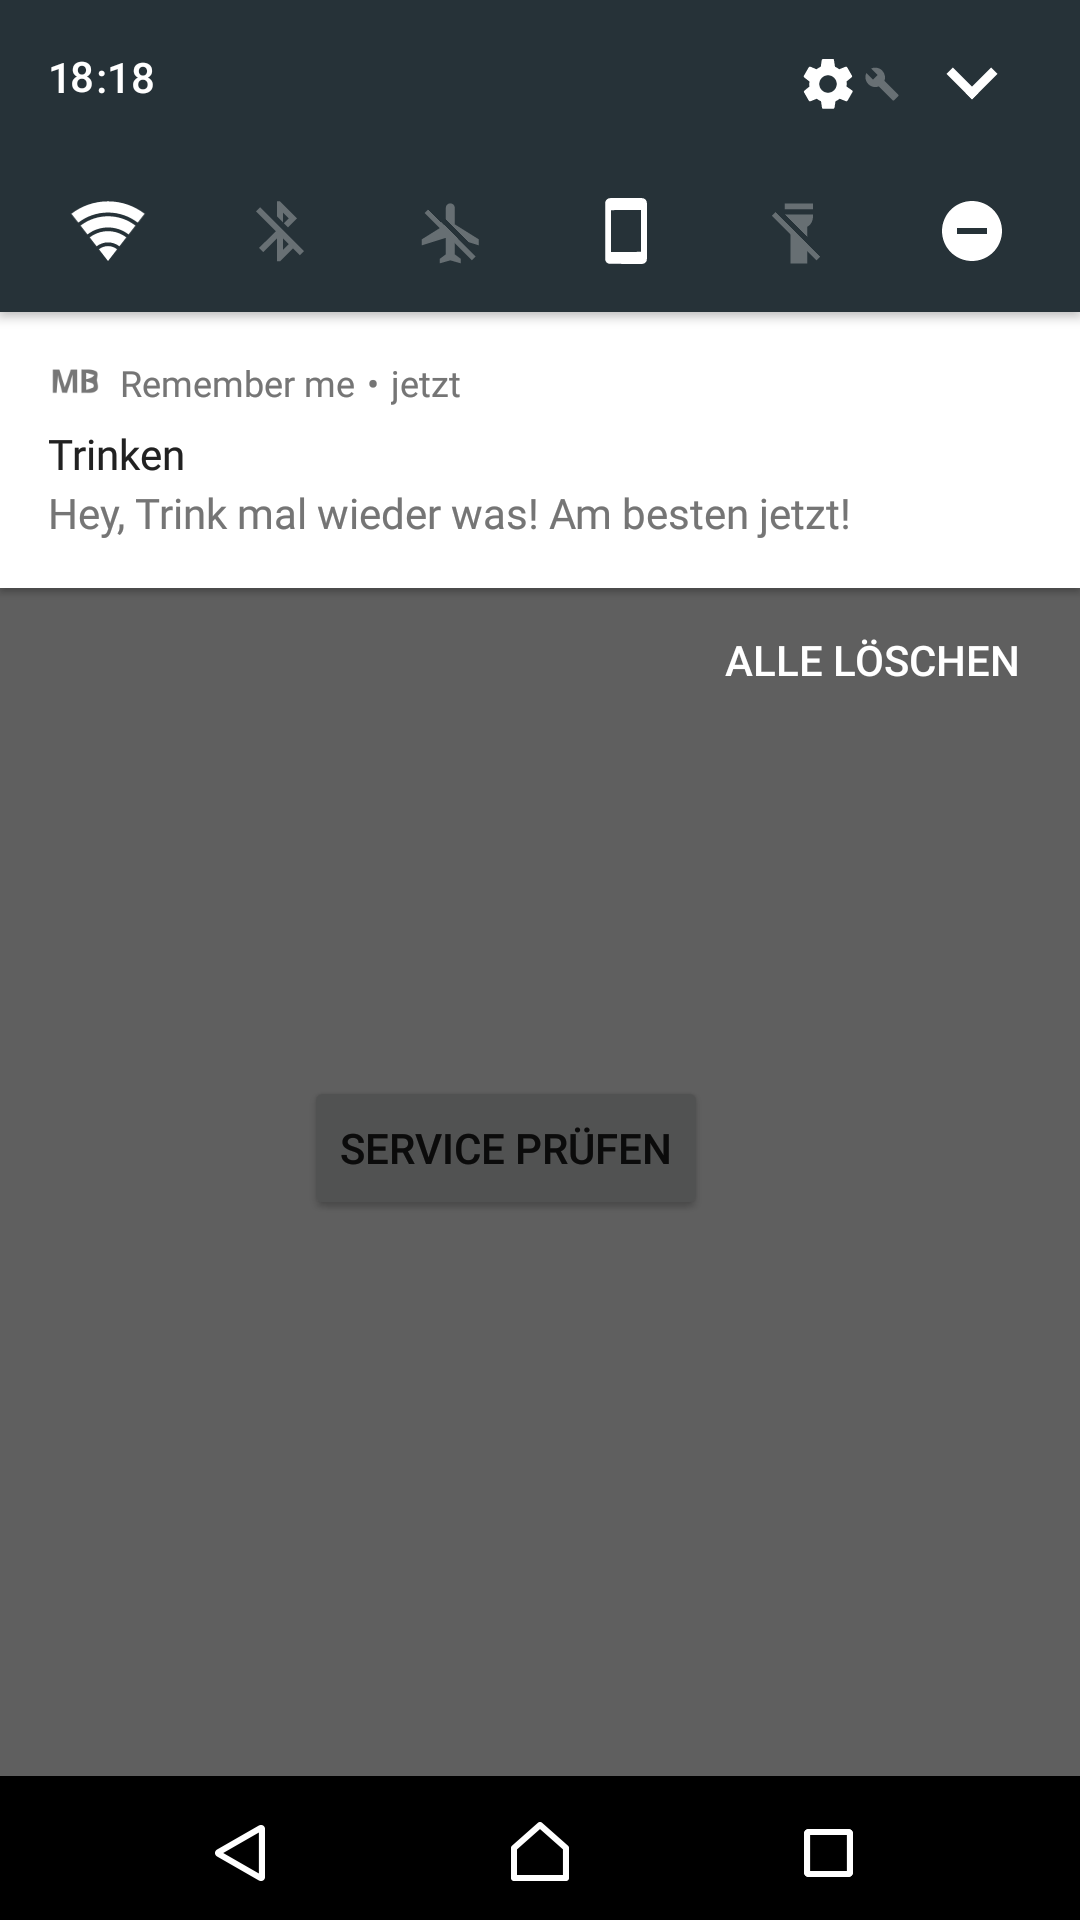 18:18
MB Remember me • jetzt
Trinken
Hey, Trink mal wieder was! Am besten jetzt!
ALLE LÖSCHEN
SERVICE PRÜFEN